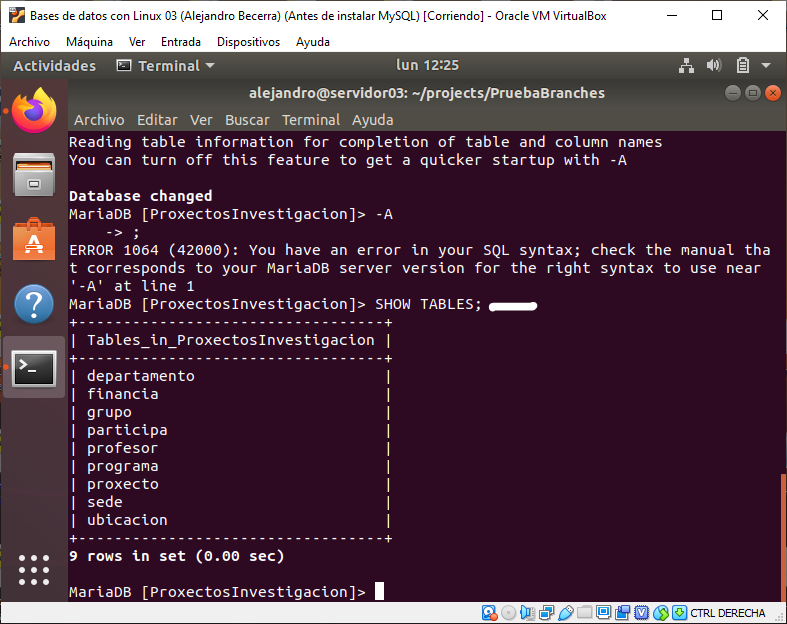 Bases de datos con Linux 03 (Alejandro Becerra) (Antes de instalar MySQL) [Corriendo] - Oracle VM VirtualBox
Archivo Máquina Ver Entrada Dispositivos Ayuda
Actividades Terminal lun 12:25
alejandro@servidor03: ~/projects/PruebaBranches
Archivo Editar Ver Buscar Terminal Ayuda
Reading table information for completion of table and column names
You can turn off this feature to get a quicker startup with -A
Database changed
MariaDB [ProxectosInvestigacion]> -A
    -> ;
ERROR 1064 (42000): You have an error in your SQL syntax; check the manual tha
t corresponds to your MariaDB server version for the right syntax to use near
'-A' at line 1
MariaDB [ProxectosInvestigacion]> SHOW TABLES;
+----------------------------------+
| Tables_in_ProxectosInvestigacion |
+----------------------------------+
| departamento                     |
| financia                         |
| grupo                            |
| participa                        |
| profesor                         |
| programa                         |
| proxecto                         |
| sede                             |
| ubicacion                        |
+----------------------------------+
9 rows in set (0.00 sec)
MariaDB [ProxectosInvestigacion]>
CTRL DERECHA